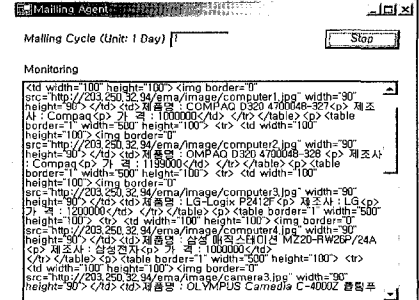 Mailling Agent
Mailing Cycle (Unit: 1 Day) 1 Stop
Monitoring
<td width="100" height="100"><img border="0"
src="http://203,250,32,94/ema/image/computer1.jpg" width="90"
height="90"></td><td>제품명 : COMPAQ D320 4700048-327<p> 제조
사 : Compaq<p> 가 격 : 1000000</td> </tr></table><p><table
border="1" width="500" height="100"> <tr> <td width="100"
height="100"><img border="0"
src="http://203,250,32,94/ema/image/computer2.jpg" width="90"
height="90"></td><td>제품명 : OMPAQ D320 4700048-328 <p> 제조사
: Compaq<p> 가 격 : 1199000</td> </tr></table><p><table
border="1" width="500" height="100"> <tr> <td width="100"
height="100"><img border="0"
src="http://203,250,32,94/ema/image/computer3.jpg" width="90"
height="90"></td><td>제품명 : LG-Logix P2412F<p>제조사 : LG<p>
가 격 : 1200000</td> </tr></table> <p><table border="1" width="500"
height="100"> <tr> <td width="100" height="100"><img border="0"
src="http://203,250,32,94/ema/image/computer4.jpg" width="90"
height="90"></td><td>제품명 : 삼성 매직스테이션 MZ20-RW26P/24A
<p> 제조사 : 삼성전자<p> 가 격 : 1000000</td>
</tr></table> <p><table border="1" width="500" height="100"> <tr>
<td width="100" height="100"><img border="0"
src="http://203,250,32,94/ema/image/camera3.jpg" width="90"
height="90"></td><td>제품명 : OLYMPUS Camedia C-4000Z 올림푸